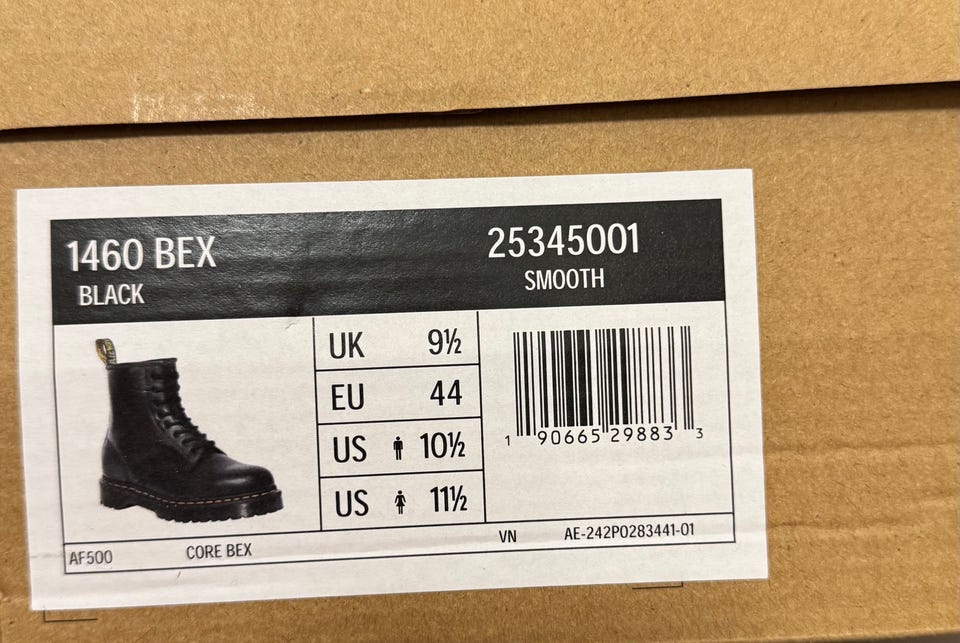 1460 BEX
BLACK
25345001
SMOOTH
UK 9½
EU 44
US 10½
US 11½
1 90665 29883 3
VN AE-242P0283441-01
AF500 CORE BEX